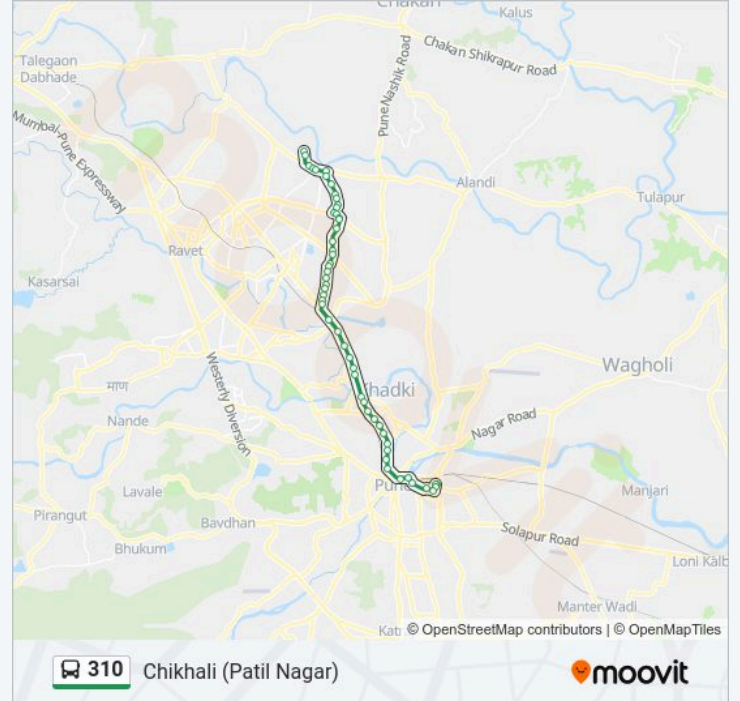 Chakan
Kalus
Talegaon
Dabhade
Chakan Shikrapur Road
Pune Nashik Road
Mumbai-Pune Expressway
Alandi
Tulapur
Ravet
Kasarsai
Wagholi
माण
Westerly Diversion
Khadki
Nagar Road
Nande
Lavale
Pune
Manjari
Pirangut
Bavdhan
Solapur Road
Bhukum
Loni Kalb
Manter Wadi
Kat
© OpenStreetMap contributors | © OpenMapTiles
310 Chikhali (Patil Nagar)
moovit